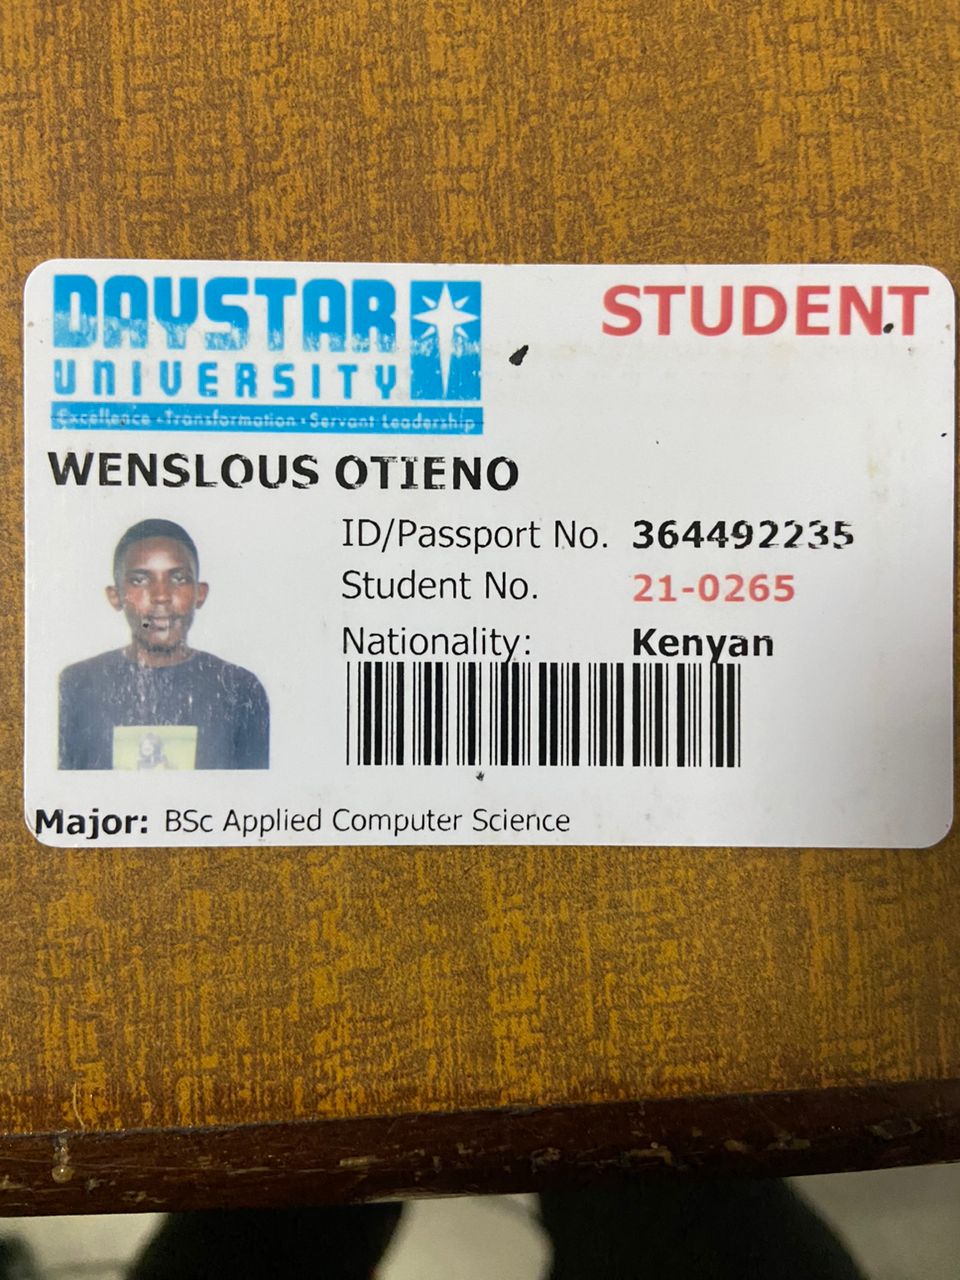 DAYSTAR
UNIVERSITY
Excellence • Transformation • Servant Leadership
STUDENT
WENSLOUS OTIENO
ID/Passport No. 364492235
Student No. 21-0265
Nationality: Kenyan
Major: BSc Applied Computer Science